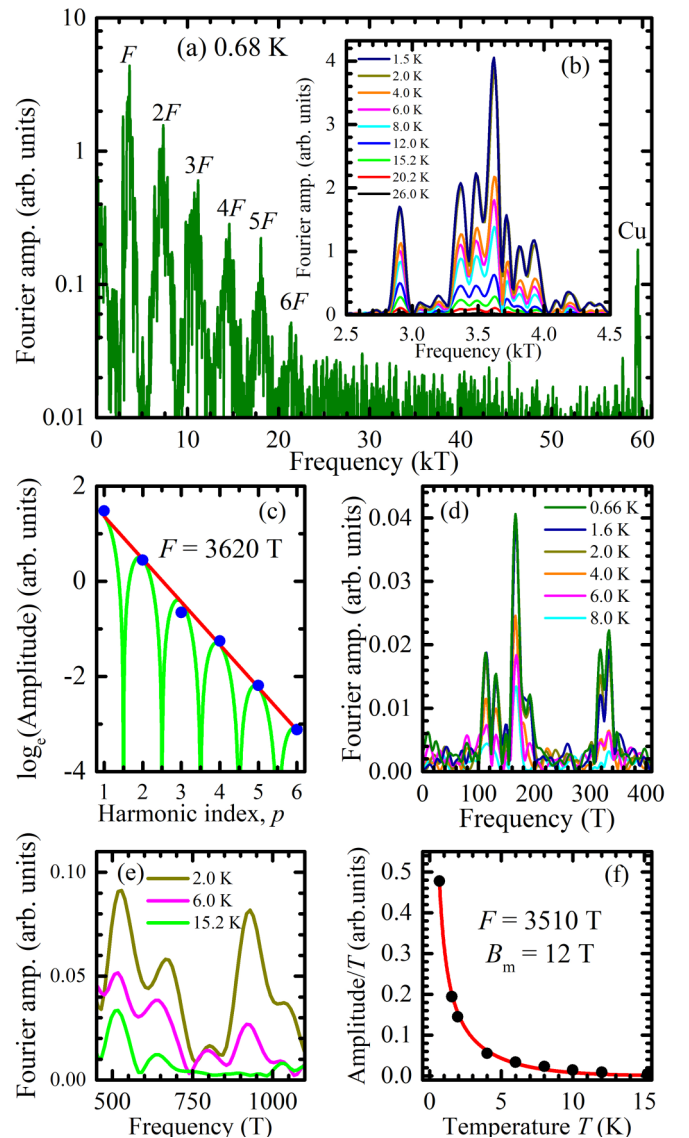 (a) 0.68 K
F
2F
3F
4F
5F
6F
Cu
Fourier amp. (arb. units)
10
1
0.1
0.01
0 10 20 30 40 50 60
Frequency (kT)
(b)
1.5 K
2.0 K
4.0 K
6.0 K
8.0 K
12.0 K
15.2 K
20.2 K
26.0 K
Fourier amp. (arb. units)
4
3
2
1
0
2.5 3.0 3.5 4.0 4.5
Frequency (kT)
(c)
F = 3620 T
logₑ(Amplitude) (arb. units)
2
0
-2
-4
1 2 3 4 5 6
Harmonic index, p
(d)
0.66 K
1.6 K
2.0 K
4.0 K
6.0 K
8.0 K
Fourier amp. (arb. units)
0.04
0.03
0.02
0.01
0.00
0 100 200 300 400
Frequency (T)
(e)
2.0 K
6.0 K
15.2 K
Fourier amp. (arb. units)
0.10
0.05
0.00
500 750 1000
Frequency (T)
(f)
F = 3510 T
Bₘ = 12 T
Amplitude/T (arb.units)
0.5
0.4
0.3
0.2
0.1
0.0
0 5 10 15
Temperature T (K)